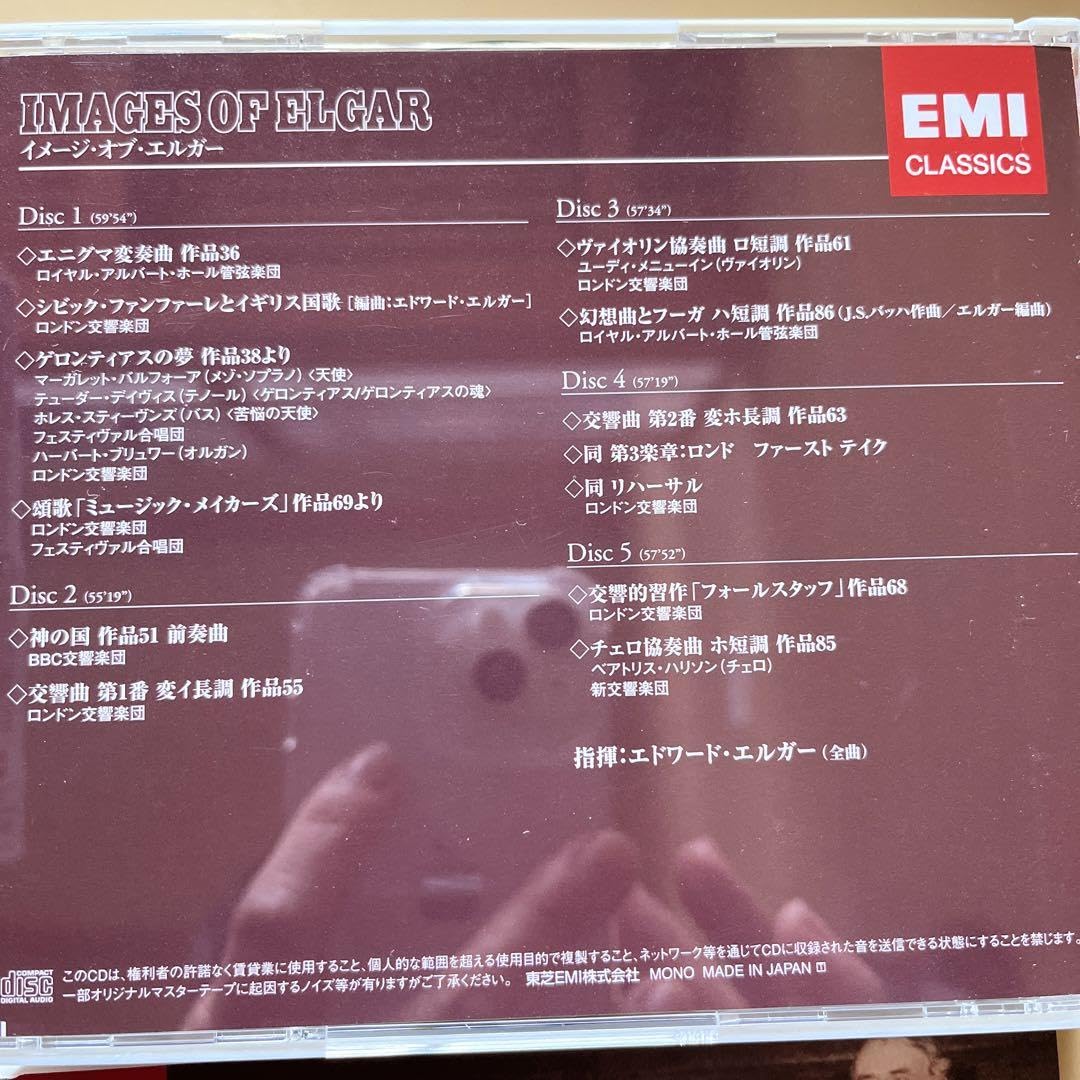 IMAGES OF ELGAR
イメージ・オブ・エルガー
EMI
CLASSICS
Disc 1 (59'54")
◇エニグマ変奏曲 作品36
ロイヤル・アルバート・ホール管弦楽団
◇シビック・ファンファーレとイギリス国歌 [編曲:エドワード・エルガー]
ロンドン交響楽団
◇ゲロンティアスの夢 作品38より
マーガレット・バルフォーア(メゾ・ソプラノ)〈天使〉
テューダー・デイヴィス(テノール)〈ゲロンティアス/ゲロンティアスの魂〉
ホレス・スティーヴンズ(バス)〈苦悩の天使〉
フェスティヴァル合唱団
ハーバート・ブリュワー(オルガン)
ロンドン交響楽団
◇頌歌「ミュージック・メイカーズ」作品69より
ロンドン交響楽団
フェスティヴァル合唱団
Disc 2 (55'19")
◇神の国 作品51 前奏曲
BBC交響楽団
◇交響曲 第1番 変イ長調 作品55
ロンドン交響楽団
Disc 3 (57'34")
◇ヴァイオリン協奏曲 ロ短調 作品61
ユーディ・メニューイン(ヴァイオリン)
ロンドン交響楽団
◇幻想曲とフーガ ハ短調 作品86(J.S.バッハ作曲/エルガー編曲)
ロイヤル・アルバート・ホール管弦楽団
Disc 4 (57'19")
◇交響曲 第2番 変ホ長調 作品63
◇同 第3楽章:ロンド ファースト テイク
◇同 リハーサル
ロンドン交響楽団
Disc 5 (57'52")
◇交響的習作「フォールスタッフ」作品68
ロンドン交響楽団
◇チェロ協奏曲 ホ短調 作品85
ベアトリス・ハリソン(チェロ)
新交響楽団
指揮:エドワード・エルガー(全曲)
COMPACT
disc
DIGITAL AUDIO
このCDは、権利者の許諾なく賃貸業に使用すること、個人的な範囲を超える使用目的で複製すること、ネットワーク等を通じてCDに収録された音を送信できる状態にすることを禁じます。
一部オリジナルマスターテープに起因するノイズ等が有りますがご了承ください。 東芝EMI株式会社 MONO MADE IN JAPAN